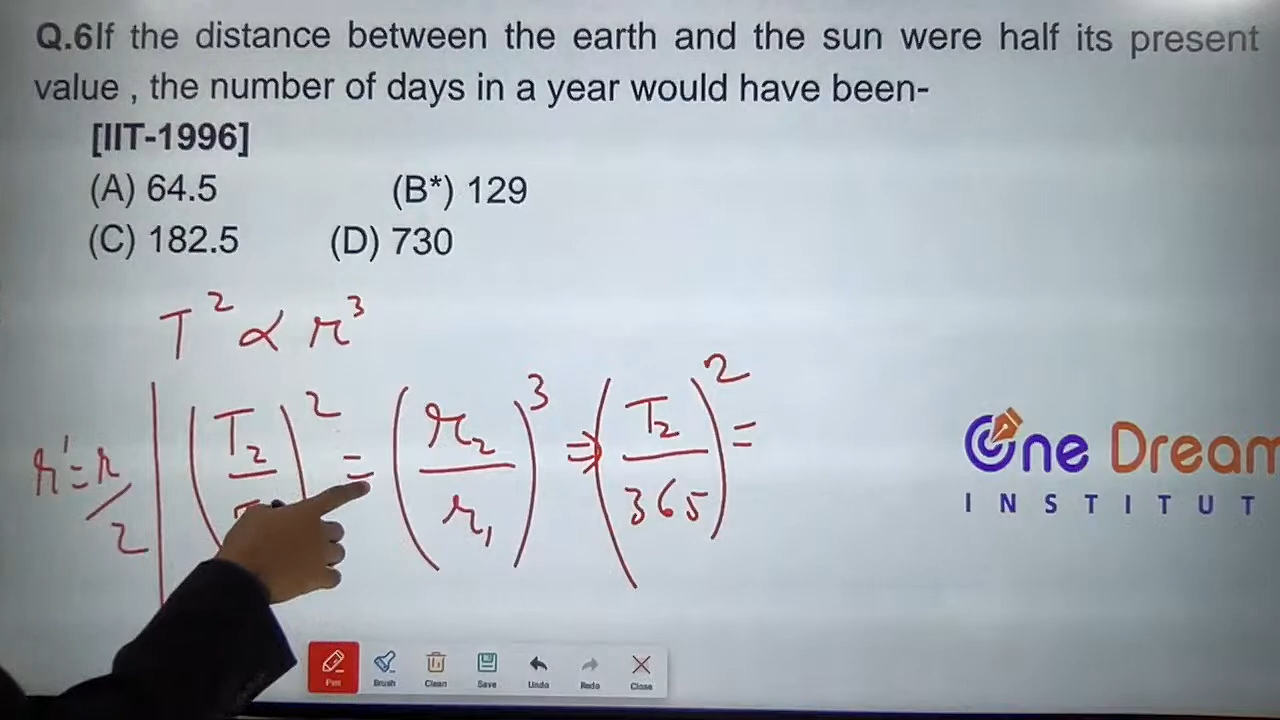 Q.6If the distance between the earth and the sun were half its present
value , the number of days in a year would have been-
[IIT-1996]
(A) 64.5 (B*) 129
(C) 182.5 (D) 730
T² ∝ r³
r' = r/2 | (T₂/T₁)² = (r₂/r₁)³ ⇒ (T₂/365)² =
One Dream
INSTITUT
Pen Brush Clean Save Undo Redo Close